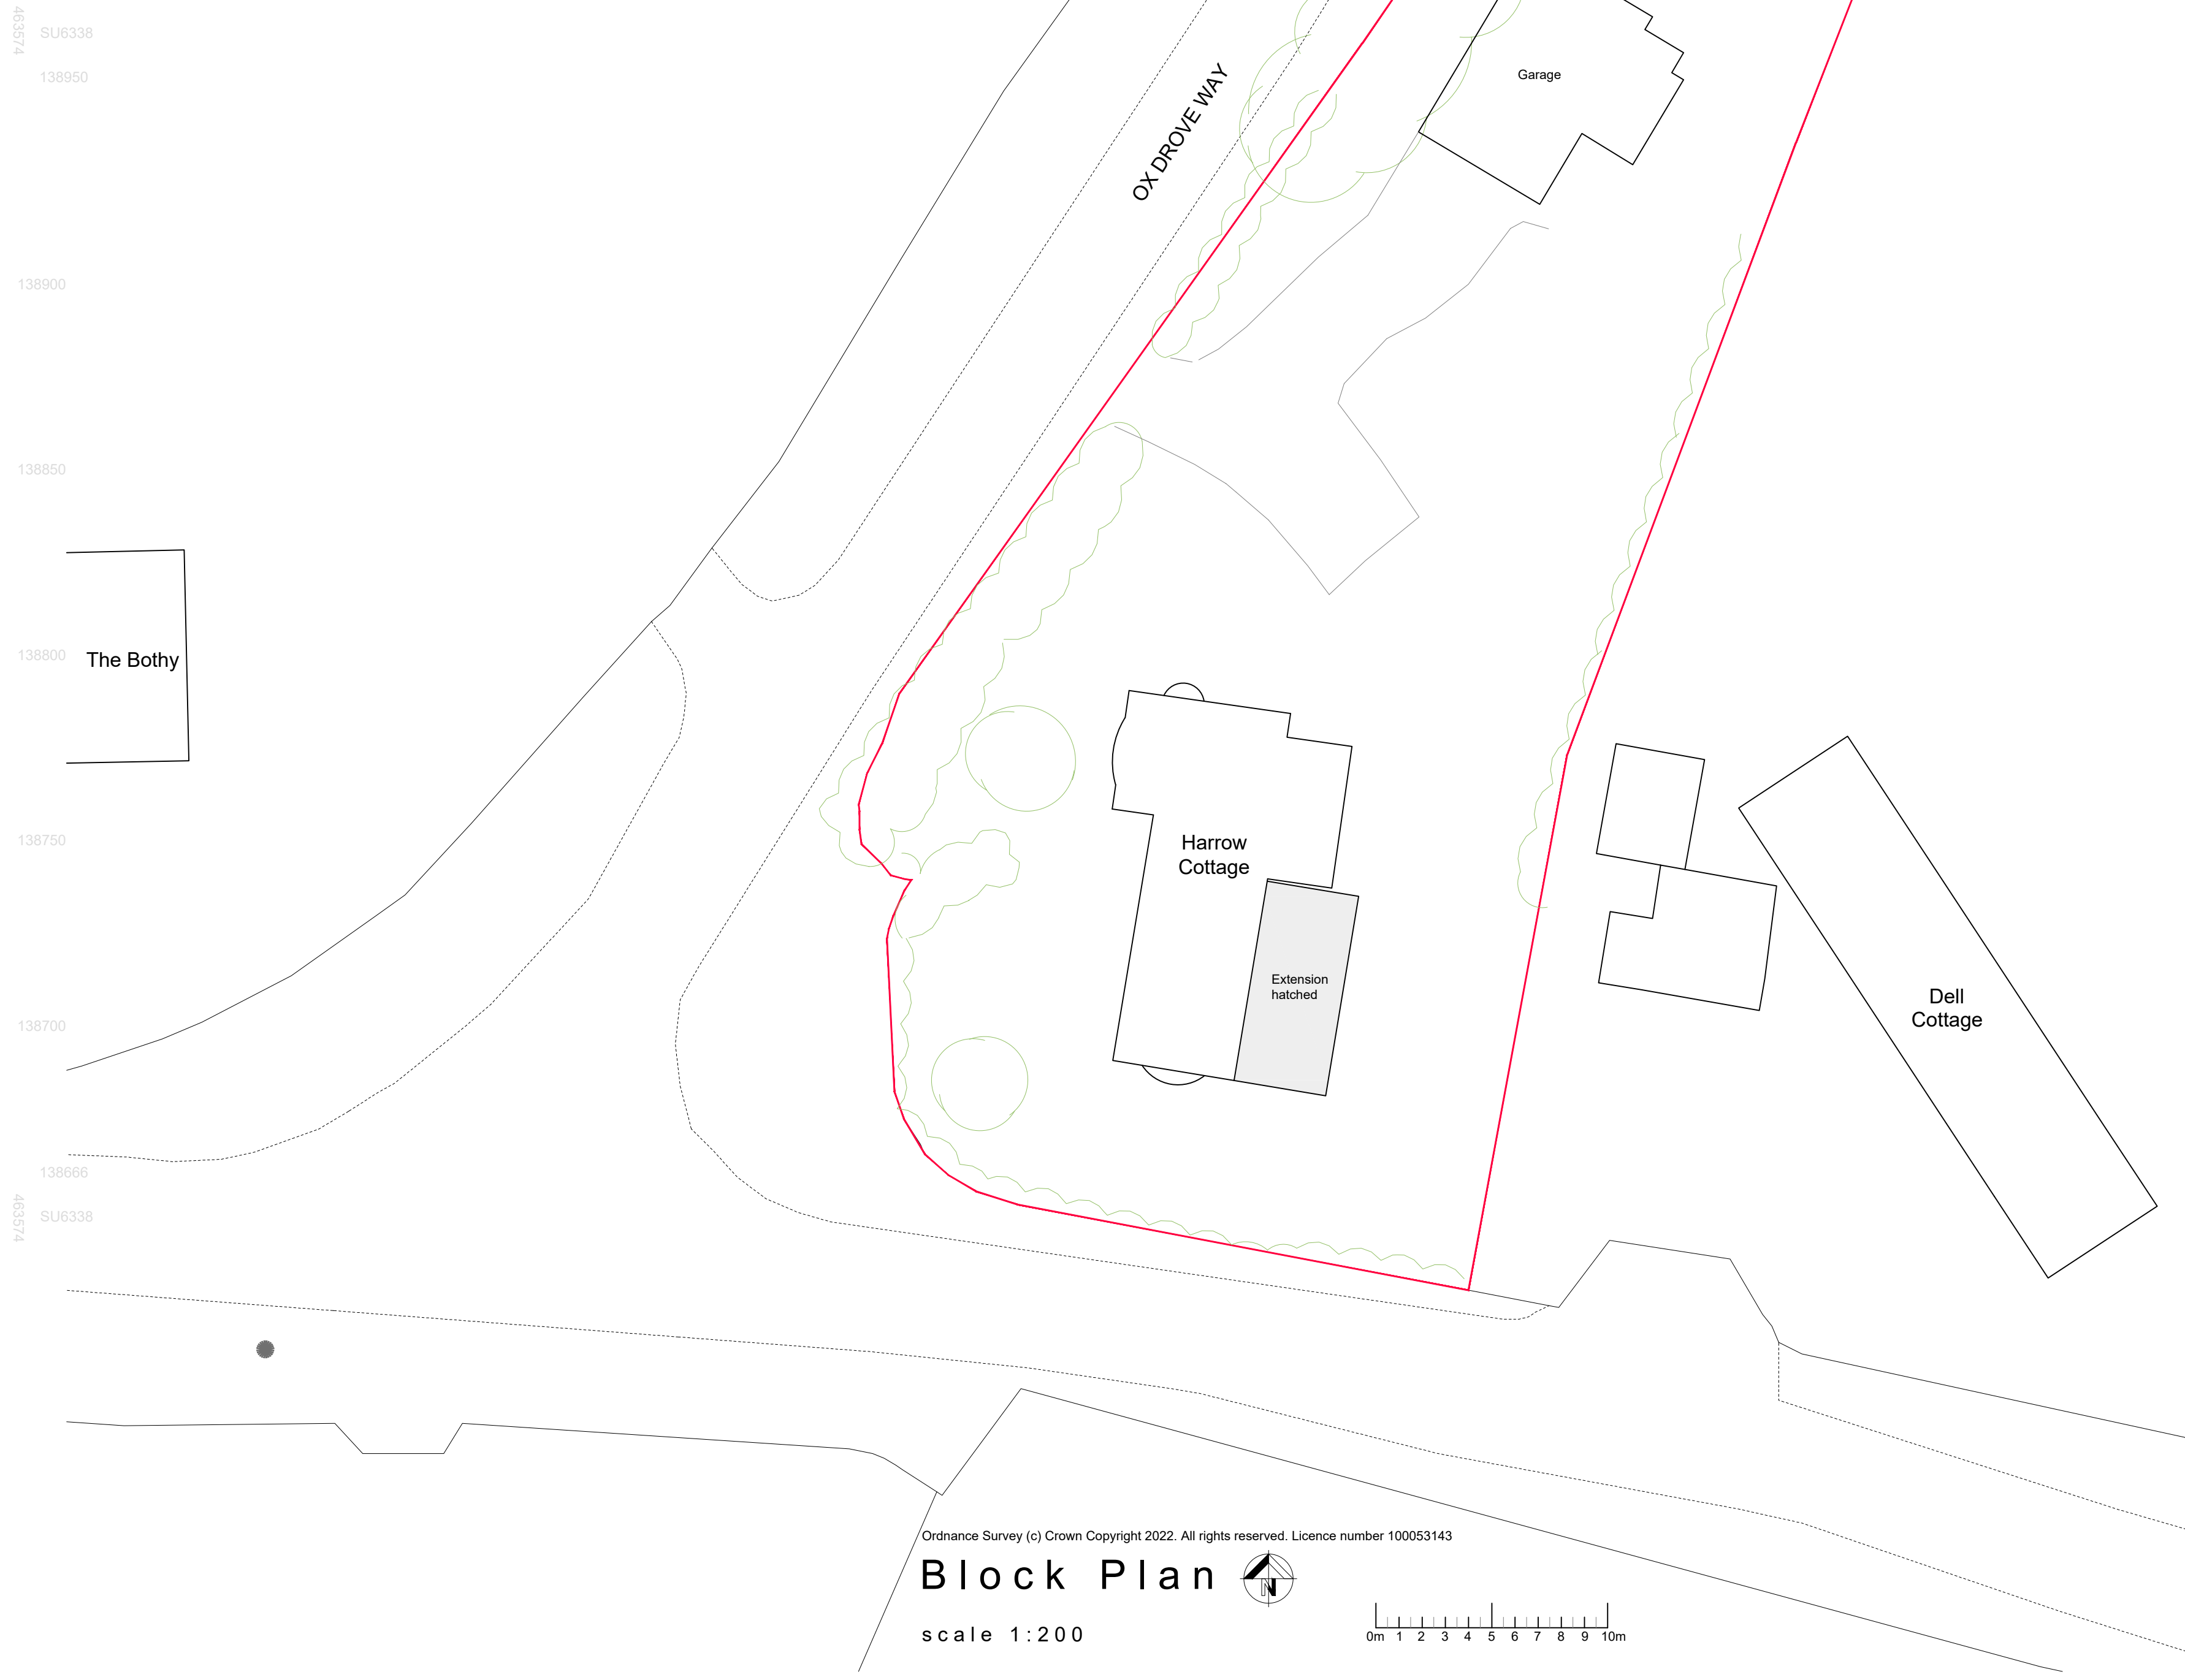 463574
SU6338
138950
OX DROVE WAY
Garage
138900
138850
138800
The Bothy
138750
Harrow
Cottage
Extension
hatched
Dell
Cottage
138700
138666
463574
SU6338
Ordnance Survey (c) Crown Copyright 2022. All rights reserved. Licence number 100053143
Block Plan
N
scale 1:200
0m 1 2 3 4 5 6 7 8 9 10m